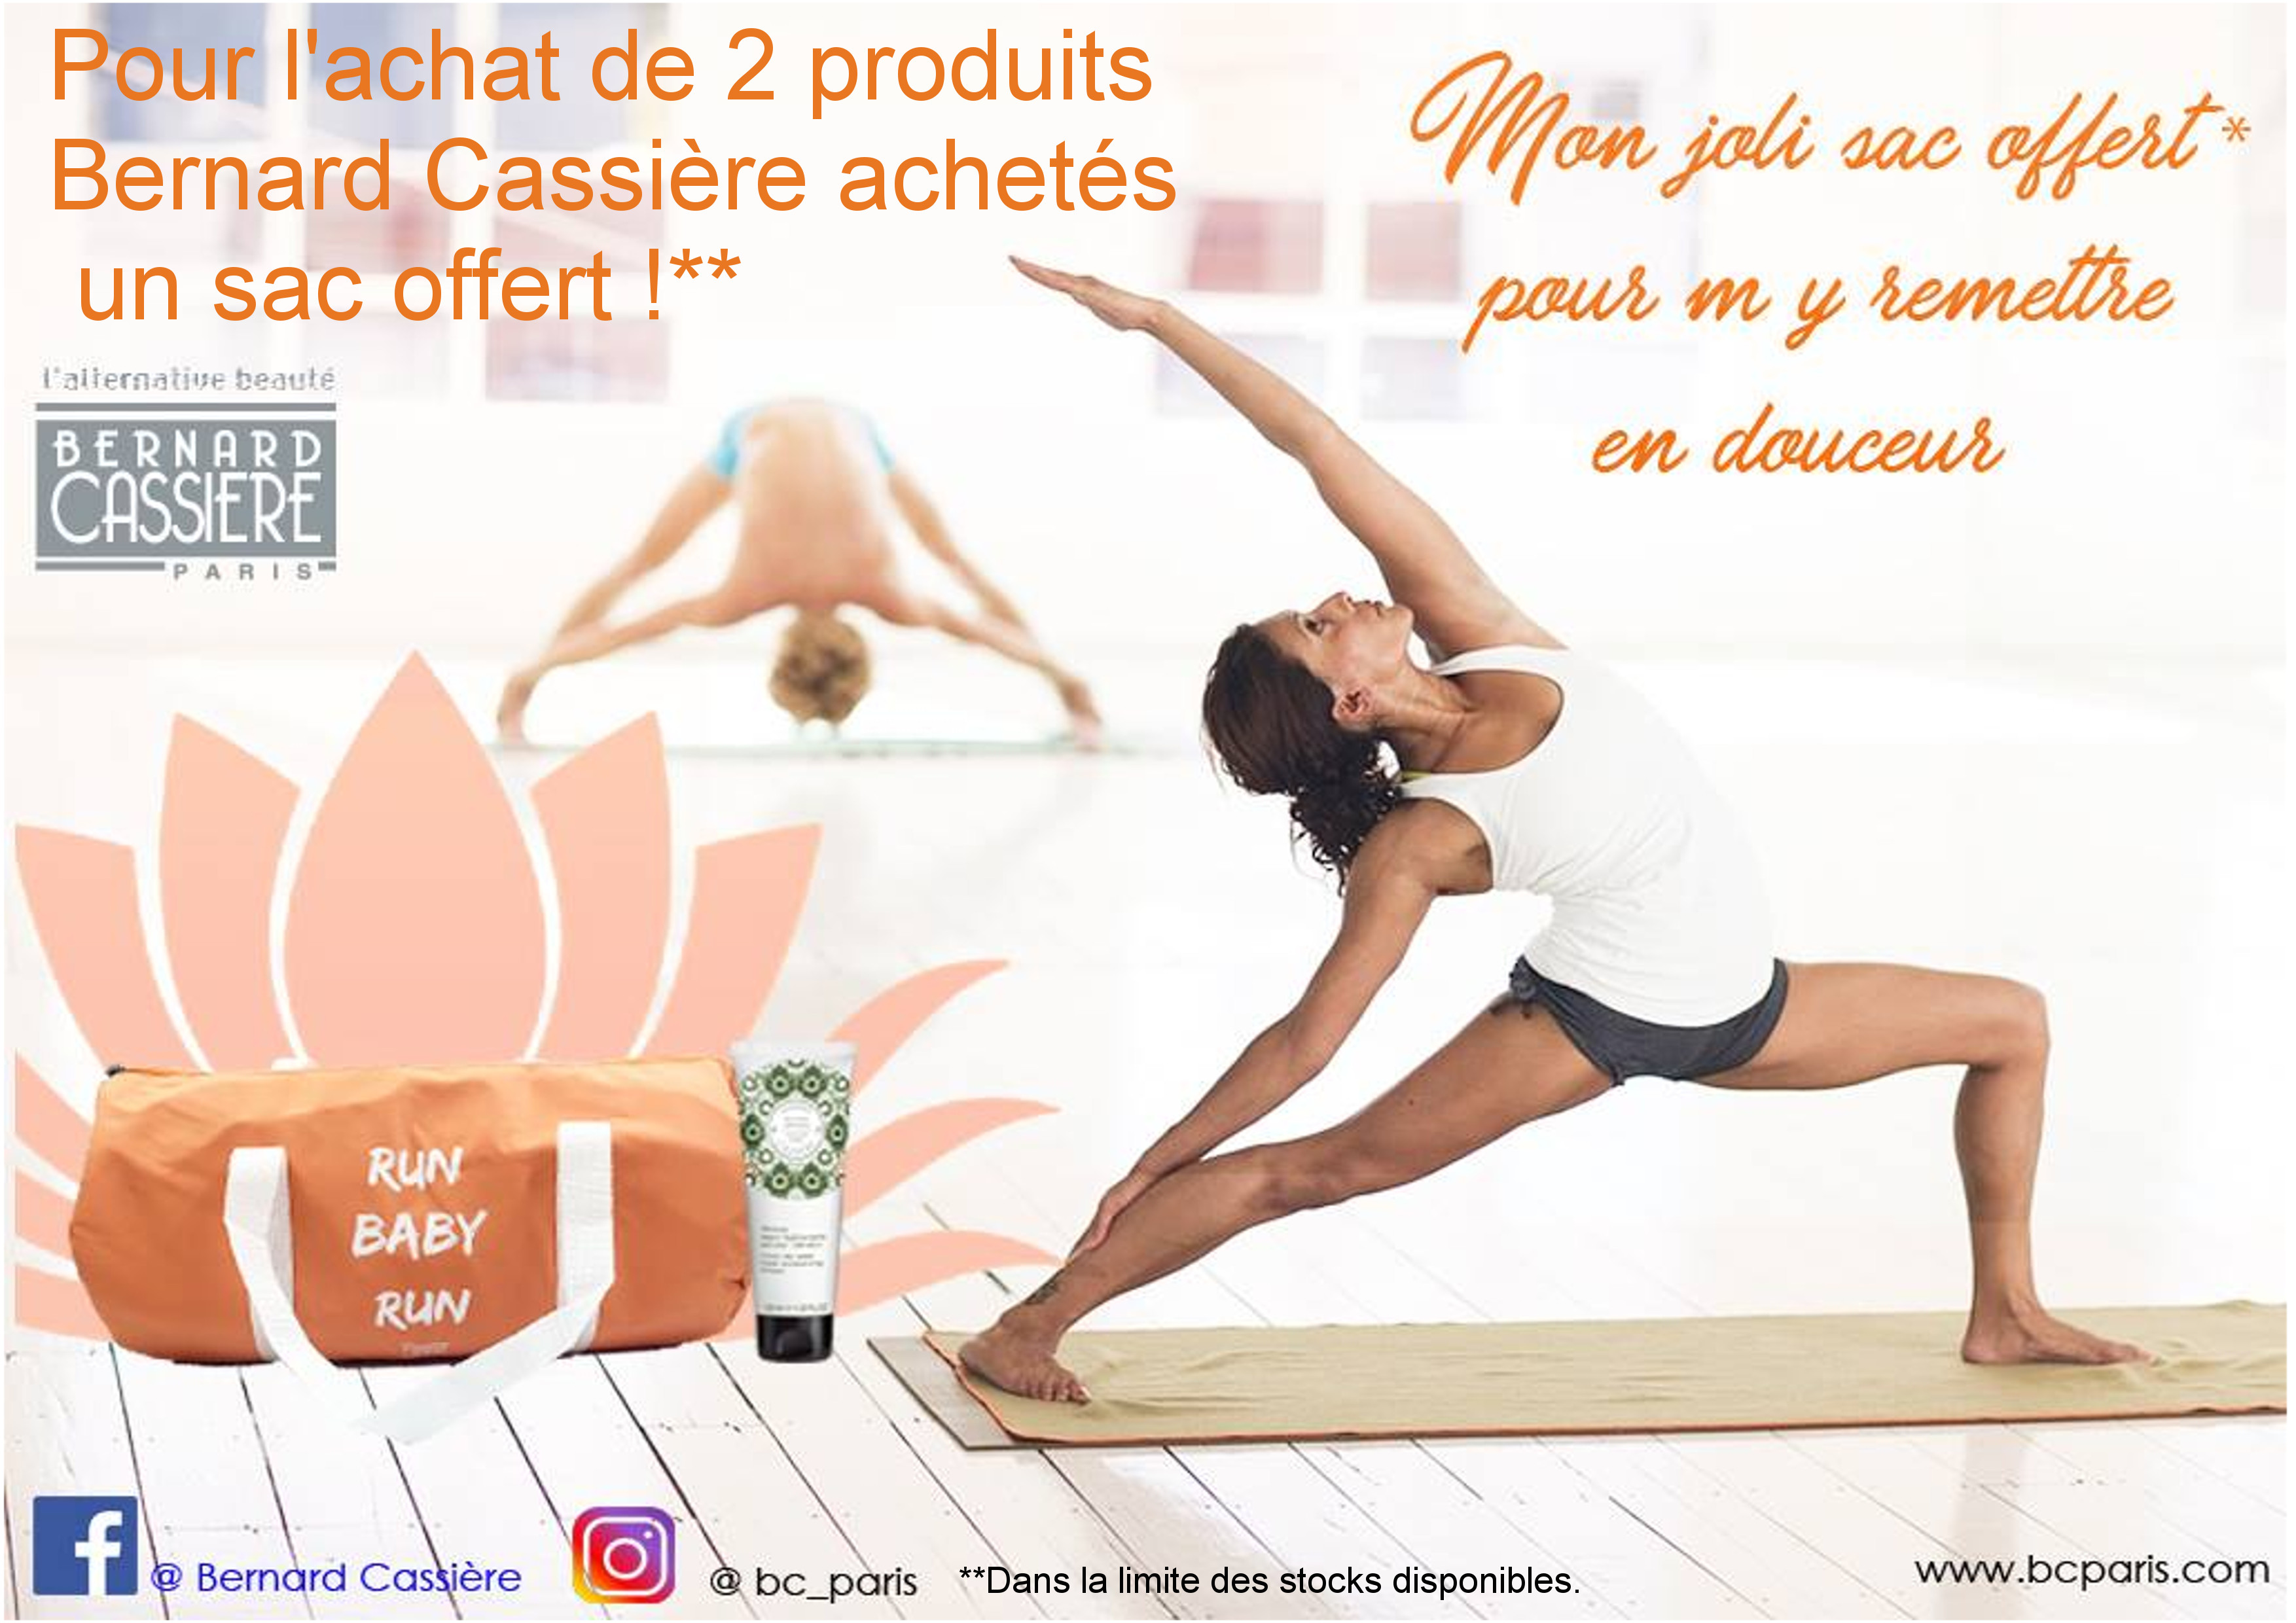 Pour l'achat de 2 produits
Bernard Cassière achetés
un sac offert !**
Mon joli sac offert*
pour m y remettre
en douceur
l'alternative beauté
BERNARD
CASSIERE
PARIS
RUN
BABY
RUN
@ Bernard Cassière
@ bc_paris
**Dans la limite des stocks disponibles.
www.bcparis.com